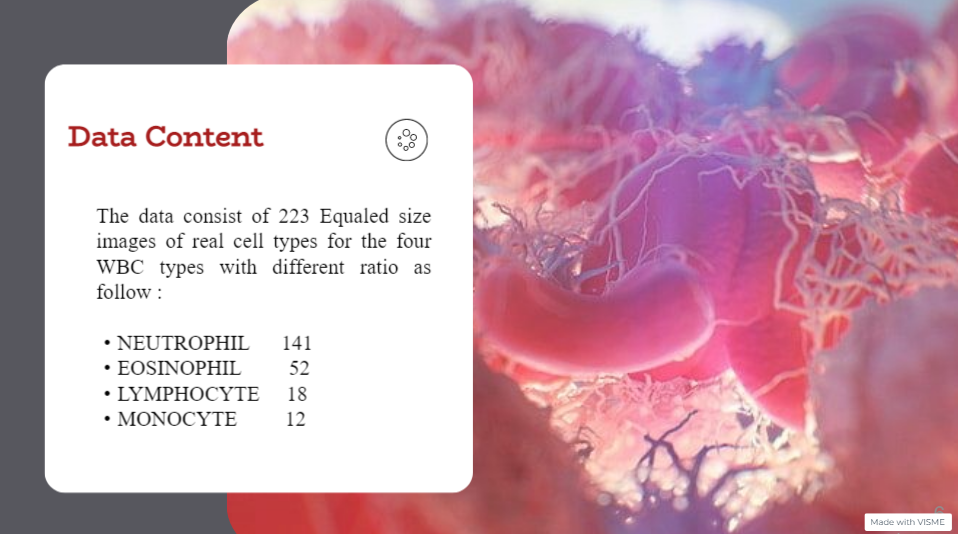 Data Content
The data consist of 223 Equaled size
images of real cell types for the four
WBC types with different ratio as
follow :
• NEUTROPHIL 141
• EOSINOPHIL 52
• LYMPHOCYTE 18
• MONOCYTE 12
6
Made with VISME